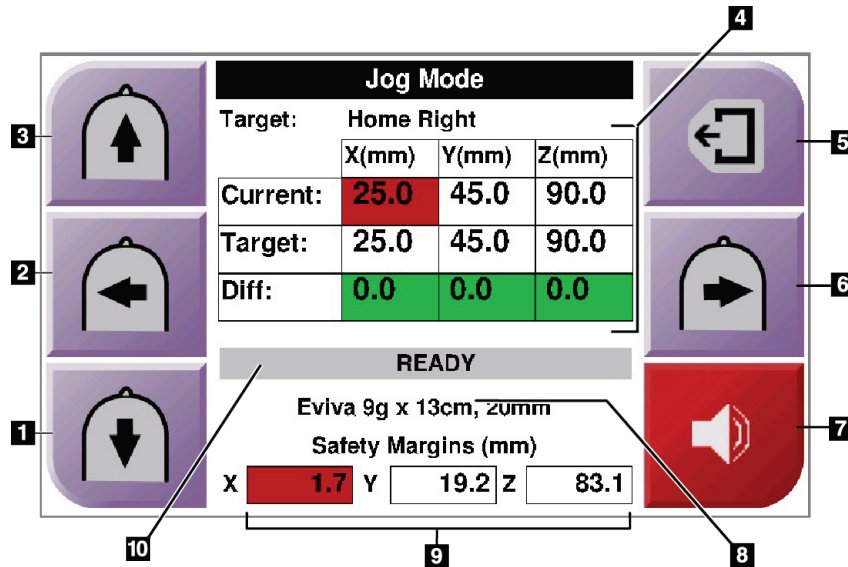 4
Jog Mode
Target: Home Right
3
5
X(mm) Y(mm) Z(mm)
Current: 25.0 45.0 90.0
Target: 25.0 45.0 90.0
2
6
Diff: 0.0 0.0 0.0
READY
Eviva 9g x 13cm, 20mm
1
7
Safety Margins (mm)
X 1.7 Y 19.2 Z 83.1
10
9
8